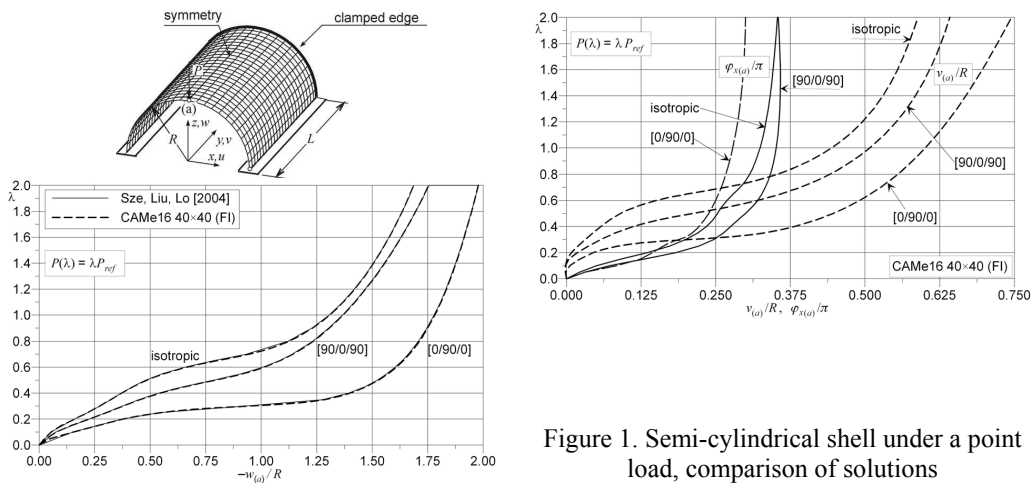 symmetry
clamped edge
P
(a)
R
z,w
y,v
x,u
L
λ
2.0
1.8
1.6
1.4
1.2
1.0
0.8
0.6
0.4
0.2
0.0
Sze, Liu, Lo [2004]
CAMe16 40×40 (FI)
P(λ) = λP_ref
isotropic
[90/0/90]
[0/90/0]
0.00 0.25 0.50 0.75 1.00 1.25 1.50 1.75 2.00
−w(a)/R
λ
2.0
1.8
1.6
1.4
1.2
1.0
0.8
0.6
0.4
0.2
0.0
P(λ) = λ P_ref
isotropic
φx(a)/π
v(a)/R
[90/0/90]
isotropic
[0/90/0]
[90/0/90]
[0/90/0]
CAMe16 40×40 (FI)
0.000 0.125 0.250 0.375 0.500 0.625 0.750
v(a)/R, φx(a)/π
Figure 1. Semi-cylindrical shell under a point
load, comparison of solutions